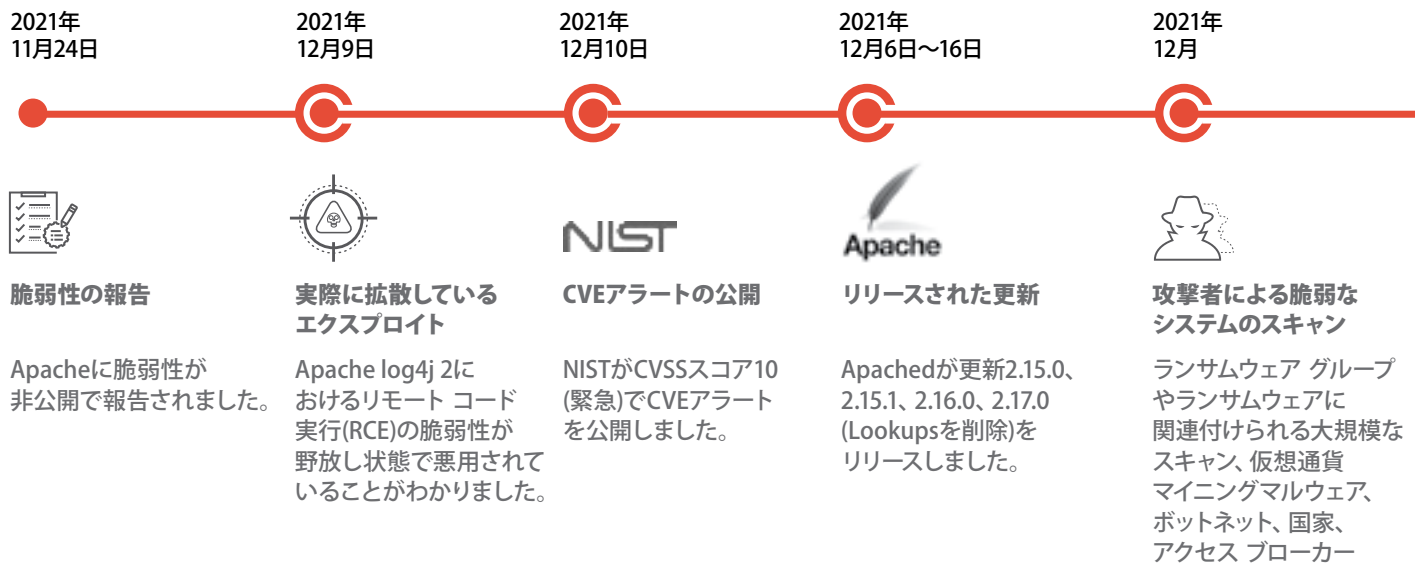 2021年
11月24日
脆弱性の報告
Apacheに脆弱性が
非公開で報告されました。
2021年
12月9日
実際に拡散している
エクスプロイト
Apache log4j 2に
おけるリモート コード
実行(RCE)の脆弱性が
野放し状態で悪用されて
いることがわかりました。
2021年
12月10日
NIST
CVEアラートの公開
NISTがCVSSスコア10
(緊急)でCVEアラート
を公開しました。
2021年
12月6日～16日
Apache
リリースされた更新
Apachedが更新2.15.0、
2.15.1、2.16.0、2.17.0
(Lookupsを削除)を
リリースしました。
2021年
12月
攻撃者による脆弱な
システムのスキャン
ランサムウェア グループ
やランサムウェアに
関連付けられる大規模な
スキャン、仮想通貨
マイニングマルウェア、
ボットネット、国家、
アクセス ブローカー